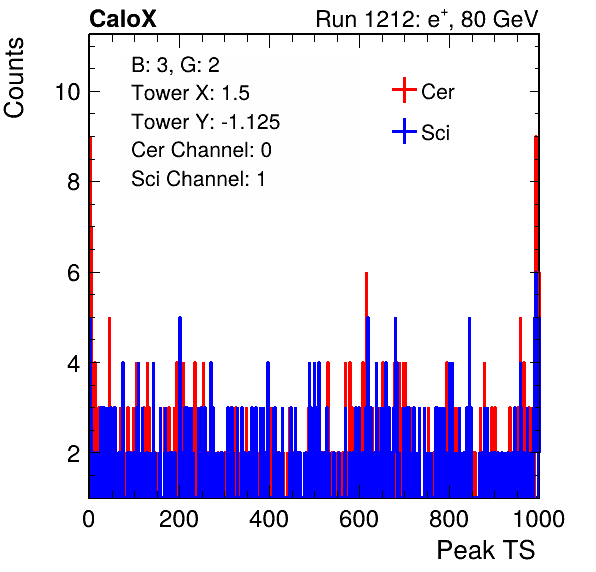 CaloX Run 1212: e⁺, 80 GeV
Counts
B: 3, G: 2
Tower X: 1.5
Tower Y: -1.125
Cer Channel: 0
Sci Channel: 1
Cer
Sci
10
8
6
4
2
0 200 400 600 800 1000
Peak TS